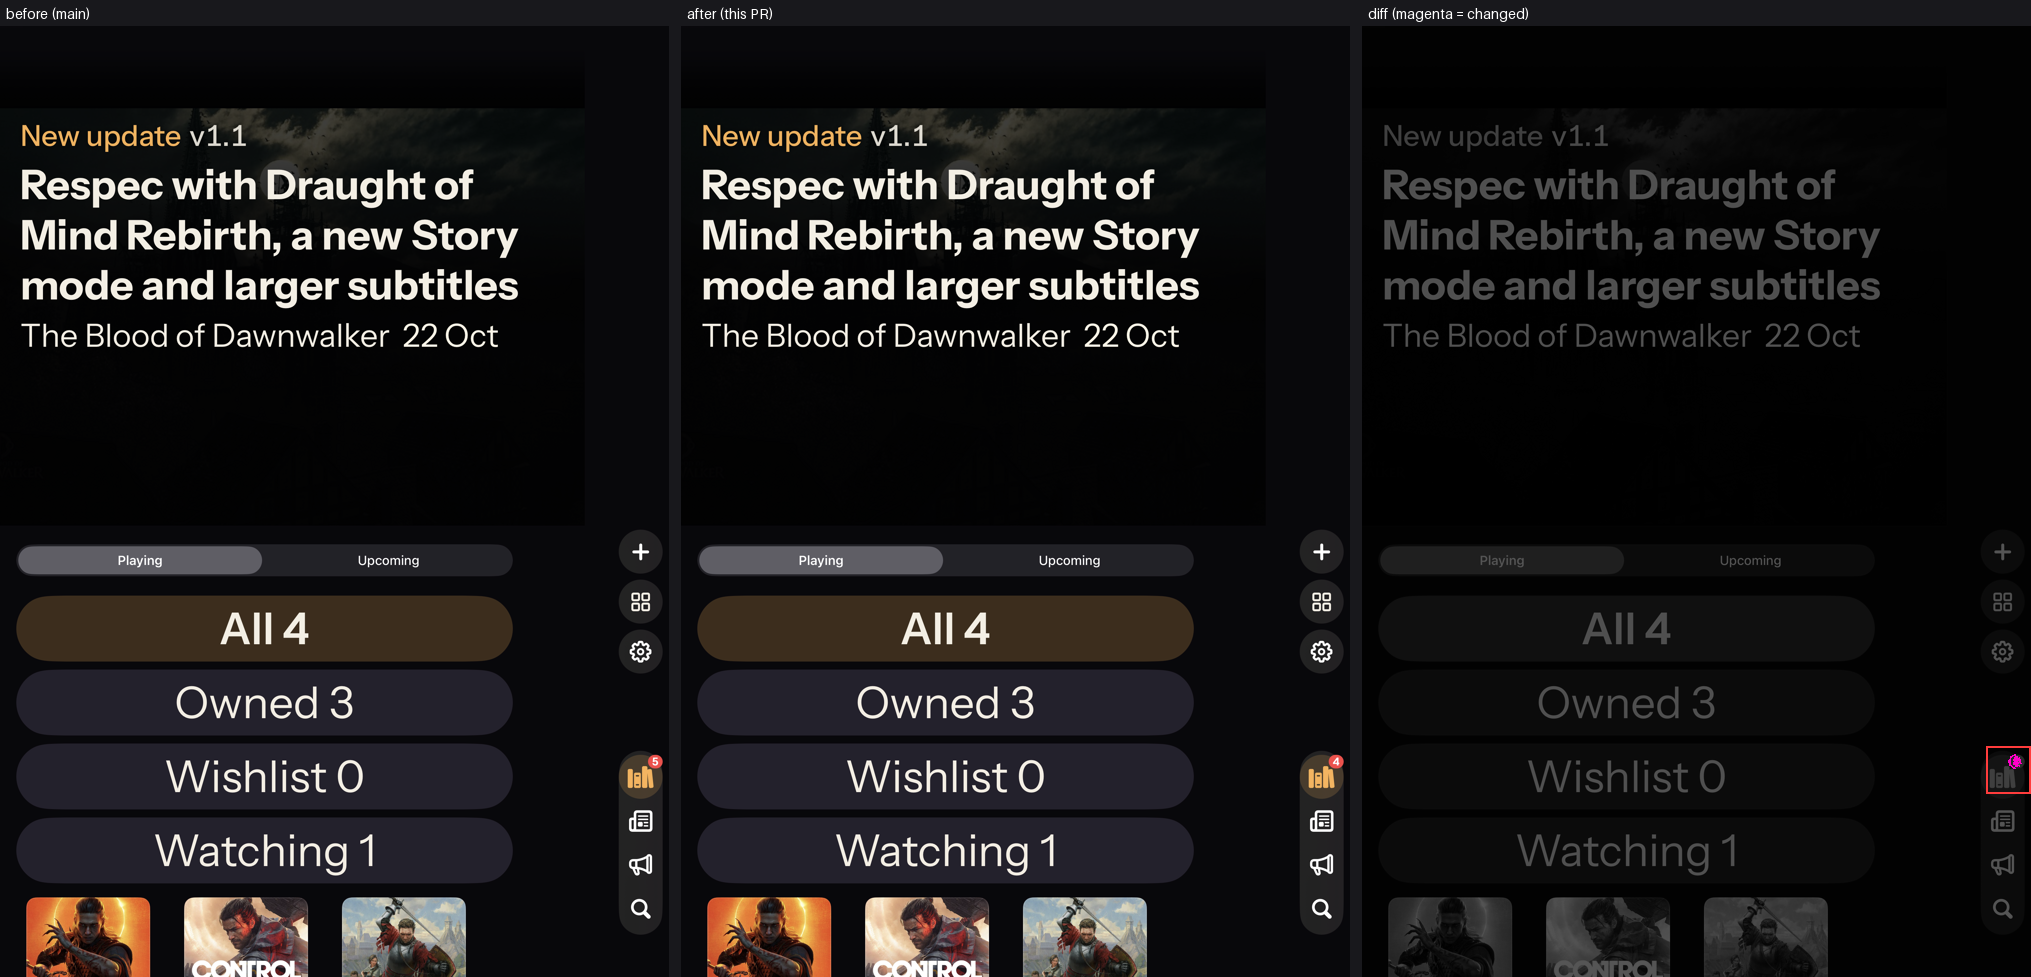 before (main)
New update v1.1
Respec with Draught of
Mind Rebirth, a new Story
mode and larger subtitles
The Blood of Dawnwalker 22 Oct
Playing
Upcoming
All 4
Owned 3
Wishlist 0
Watching 1
5
CONTROL
after (this PR)
New update v1.1
Respec with Draught of
Mind Rebirth, a new Story
mode and larger subtitles
The Blood of Dawnwalker 22 Oct
Playing
Upcoming
All 4
Owned 3
Wishlist 0
Watching 1
4
CONTROL
diff (magenta = changed)
New update v1.1
Respec with Draught of
Mind Rebirth, a new Story
mode and larger subtitles
The Blood of Dawnwalker 22 Oct
Playing
Upcoming
All 4
Owned 3
Wishlist 0
Watching 1
CONTROL